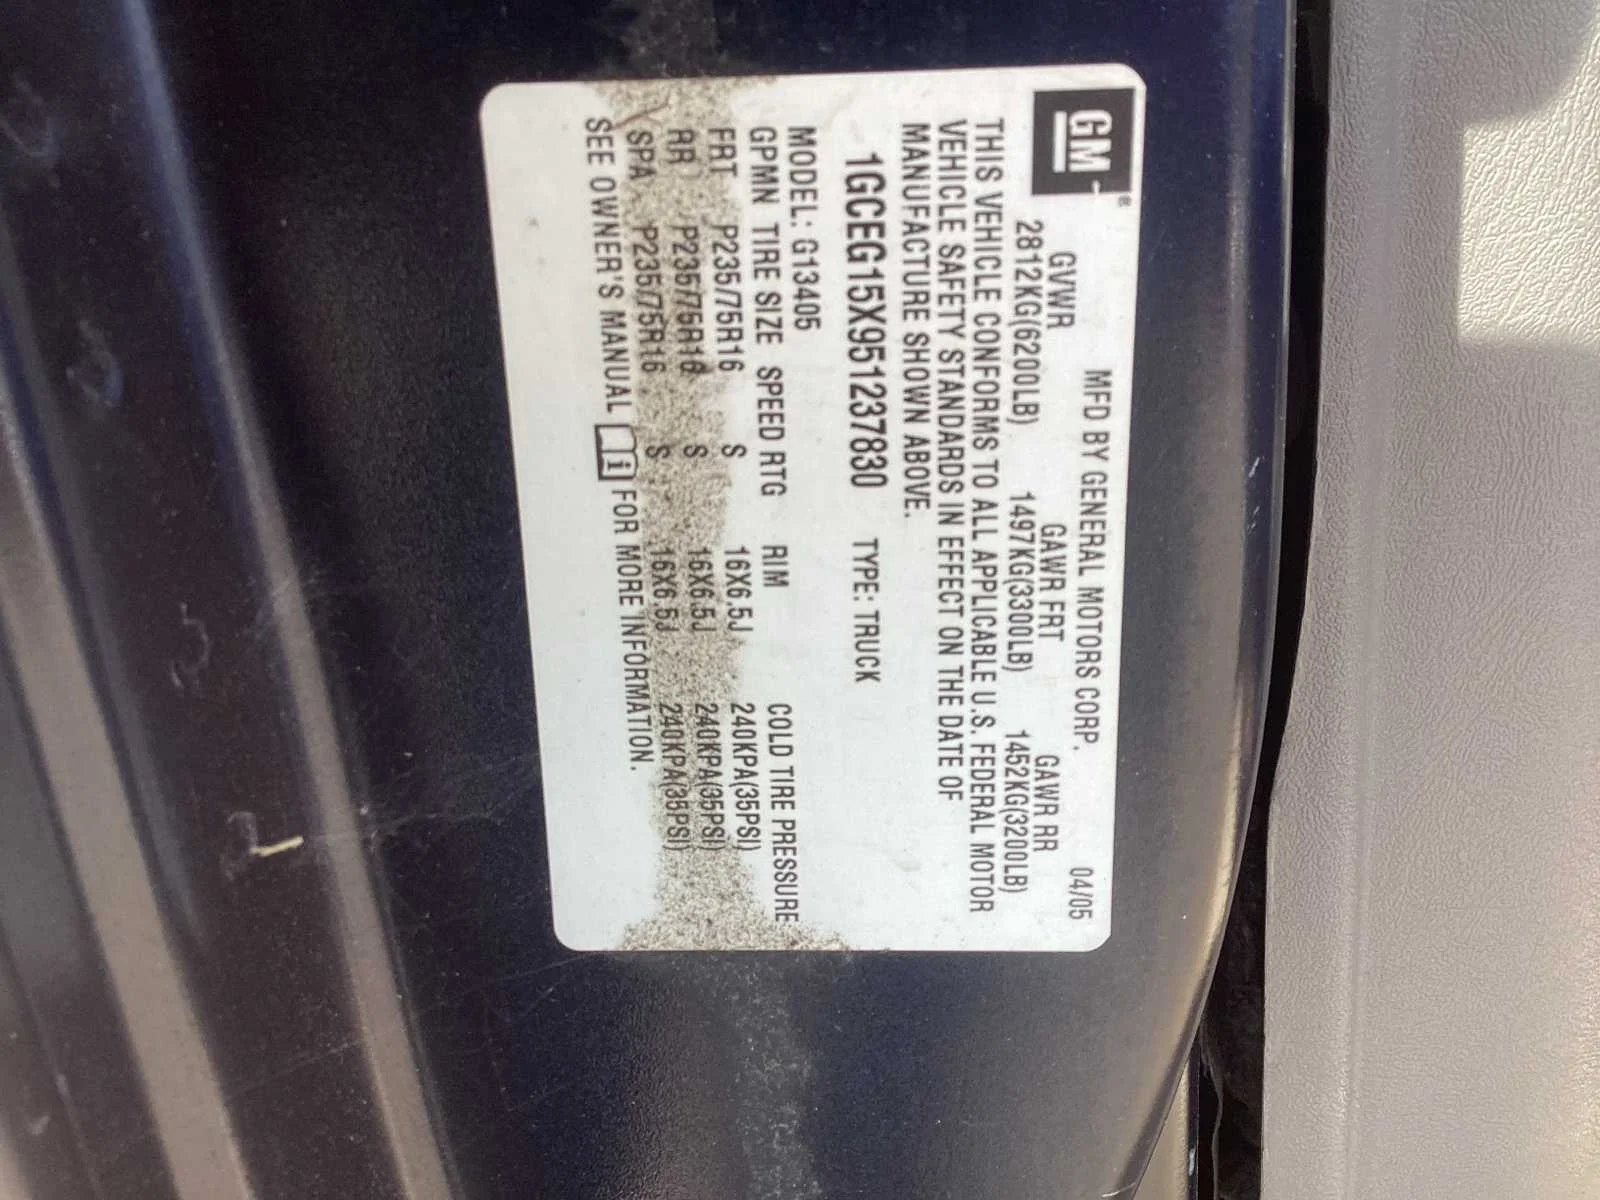 GM®
MFD BY GENERAL MOTORS CORP. 04/05
GVWR GAWR FRT GAWR RR
2812KG(6200LB) 1497KG(3300LB) 1452KG(3200LB)
THIS VEHICLE CONFORMS TO ALL APPLICABLE U.S. FEDERAL MOTOR
VEHICLE SAFETY STANDARDS IN EFFECT ON THE DATE OF
MANUFACTURE SHOWN ABOVE.
1GCEG15X951237830 TYPE: TRUCK
MODEL: G13405
GPMN TIRE SIZE SPEED RTG RIM COLD TIRE PRESSURE
FRT P235/75R16 S 16X6.5J 240KPA(35PSI)
RR P235/75R16 S 16X6.5J 240KPA(35PSI)
SPA P235/75R16 S 16X6.5J 240KPA(35PSI)
SEE OWNER'S MANUAL i FOR MORE INFORMATION.